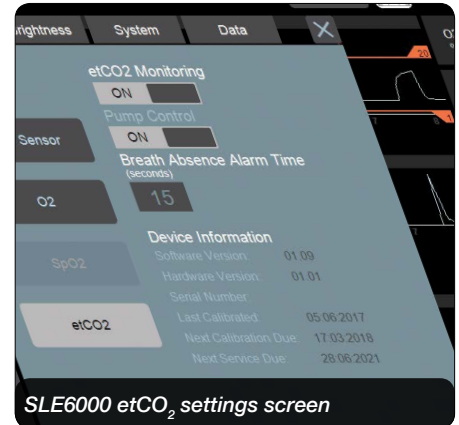 System Data X
etCO2 Monitoring
ON
Pump Control
Sensor
ON
Breath Absence Alarm Time
(seconds)
O2
15
Device Information
Software Version: 01.09
SpO2
Hardware Version: 01.01
Serial Number:
etCO2
Last Calibrated: 05.06.2017
Next Calibration Due: 17.03.2018
Next Service Due: 28.06.2021
20
SLE6000 etCO₂ settings screen